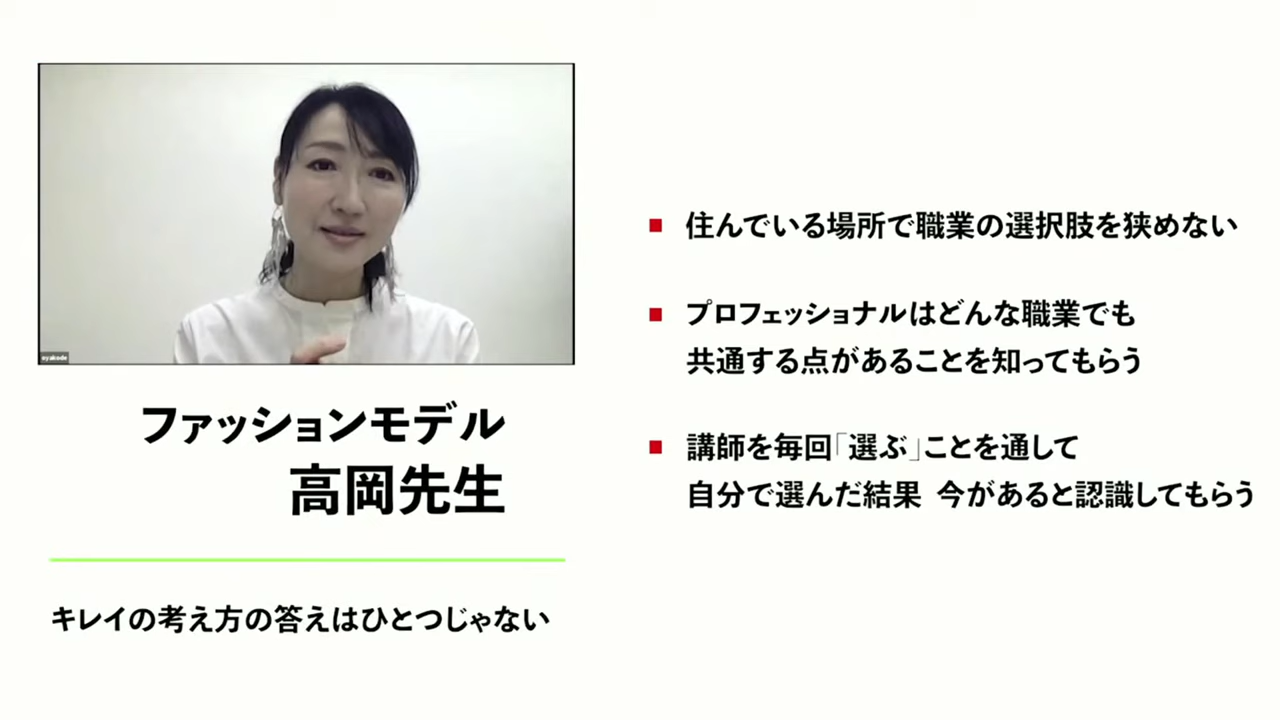 oyakode
ファッションモデル
高岡先生
キレイの考え方の答えはひとつじゃない
住んでいる場所で職業の選択肢を狭めない
プロフェッショナルはどんな職業でも
共通する点があることを知ってもらう
講師を毎回「選ぶ」ことを通して
自分で選んだ結果 今があると認識してもらう